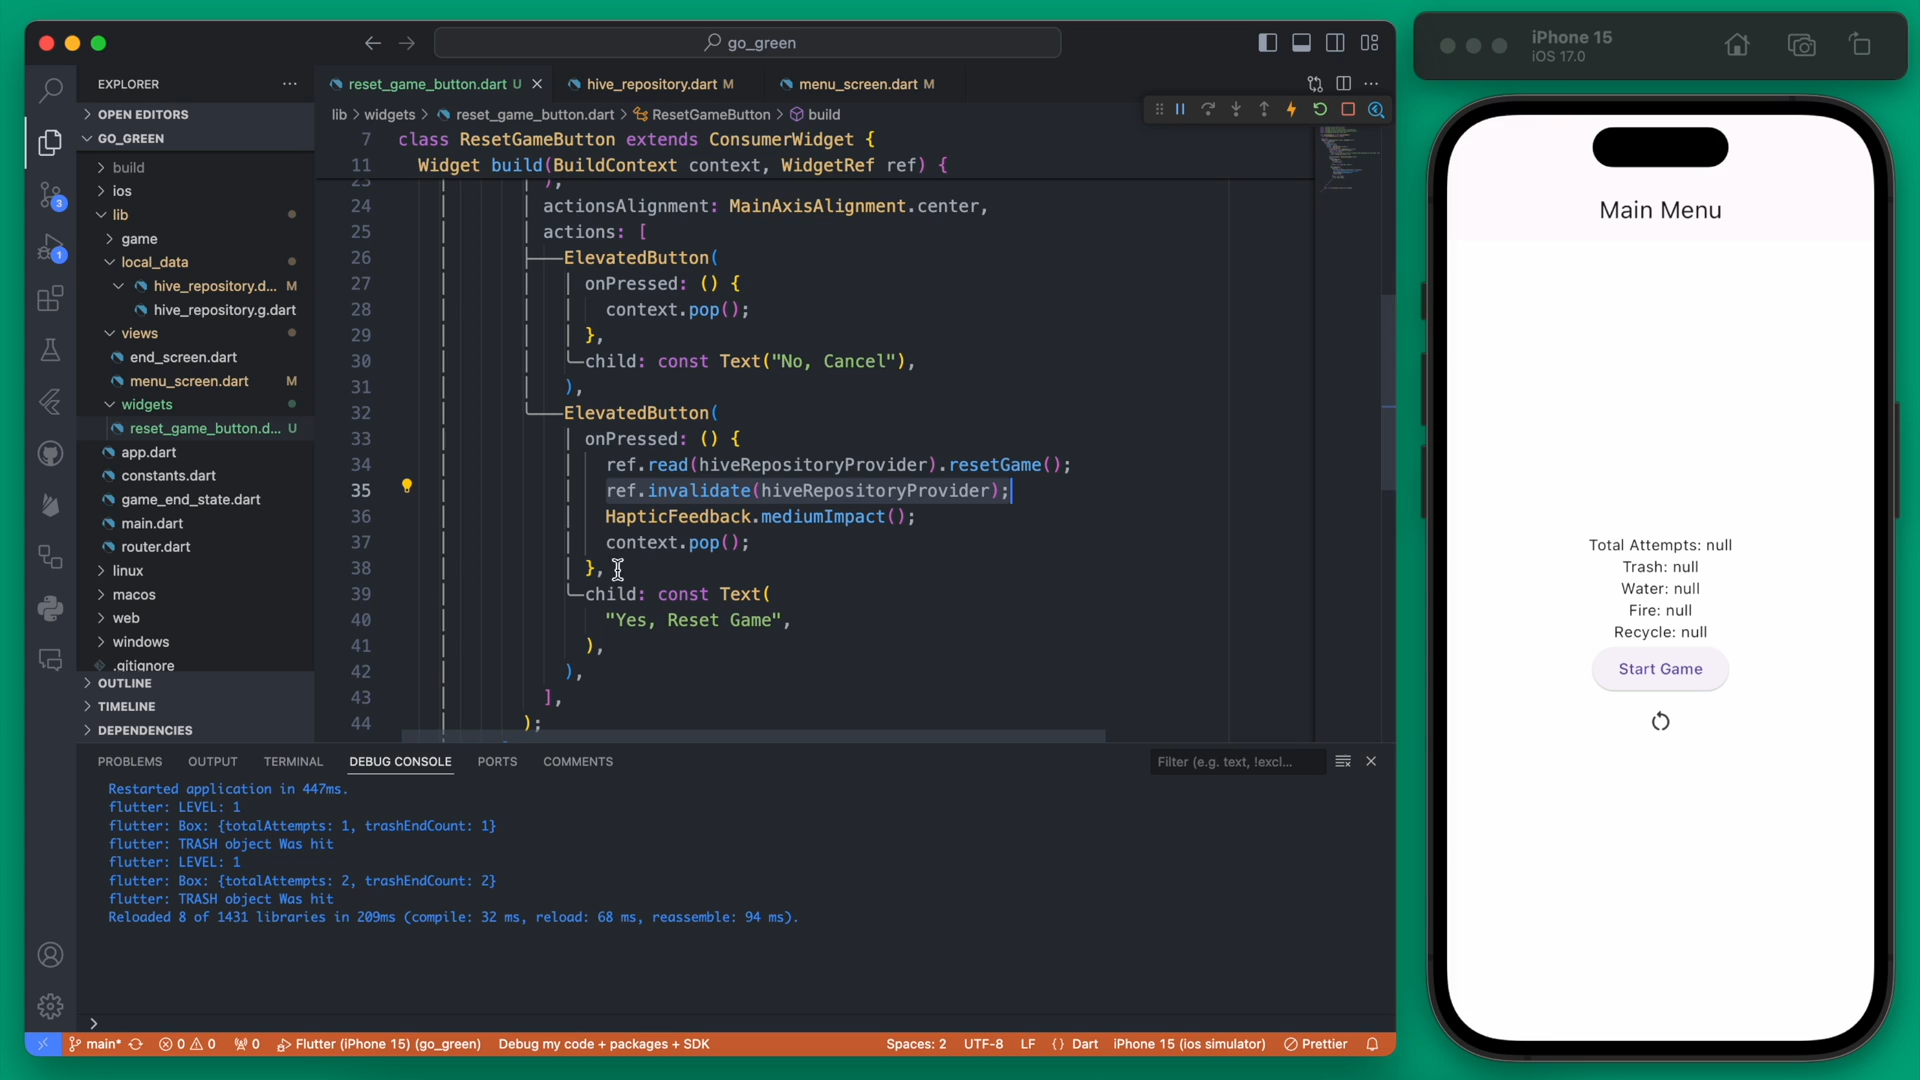 go_green
iPhone 15
iOS 17.0
EXPLORER
OPEN EDITORS
GO_GREEN
build
ios
lib
game
local_data
hive_repository.d... M
hive_repository.g.dart
views
end_screen.dart
menu_screen.dart M
widgets
reset_game_button.d... U
app.dart
constants.dart
game_end_state.dart
main.dart
router.dart
linux
macos
web
windows
.gitignore
OUTLINE
TIMELINE
DEPENDENCIES
3
1
reset_game_button.dart U
hive_repository.dart M
menu_screen.dart M
lib > widgets > reset_game_button.dart > ResetGameButton > build
7 class ResetGameButton extends ConsumerWidget {
11 Widget build(BuildContext context, WidgetRef ref) {
23 ),
24 actionsAlignment: MainAxisAlignment.center,
25 actions: [
26 ElevatedButton(
27 onPressed: () {
28 context.pop();
29 },
30 child: const Text("No, Cancel"),
31 ),
32 ElevatedButton(
33 onPressed: () {
34 ref.read(hiveRepositoryProvider).resetGame();
35 ref.invalidate(hiveRepositoryProvider);
36 HapticFeedback.mediumImpact();
37 context.pop();
38 },
39 child: const Text(
40 "Yes, Reset Game",
41 ),
42 ),
43 ],
44 );
PROBLEMS OUTPUT TERMINAL DEBUG CONSOLE PORTS COMMENTS
Filter (e.g. text, !excl...
Restarted application in 447ms.
flutter: LEVEL: 1
flutter: Box: {totalAttempts: 1, trashEndCount: 1}
flutter: TRASH object Was hit
flutter: LEVEL: 1
flutter: Box: {totalAttempts: 2, trashEndCount: 2}
flutter: TRASH object Was hit
Reloaded 8 of 1431 libraries in 209ms (compile: 32 ms, reload: 68 ms, reassemble: 94 ms).
main* 0 0 0 Flutter (iPhone 15) (go_green) Debug my code + packages + SDK
Spaces: 2 UTF-8 LF {} Dart iPhone 15 (ios simulator) Prettier
Main Menu
Total Attempts: null
Trash: null
Water: null
Fire: null
Recycle: null
Start Game